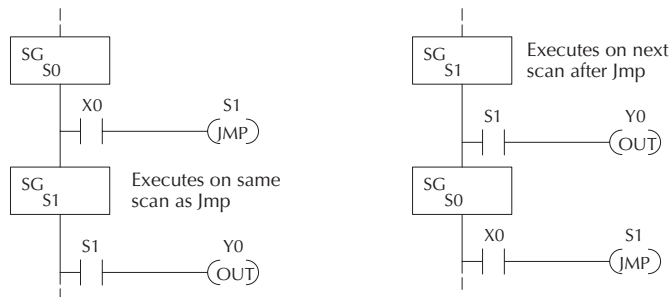 SG
S0
X0
S1
JMP
SG
S1
Executes on same
scan as Jmp
S1
Y0
OUT
SG
S1
Executes on next
scan after Jmp
S1
Y0
OUT
SG
S0
X0
S1
JMP